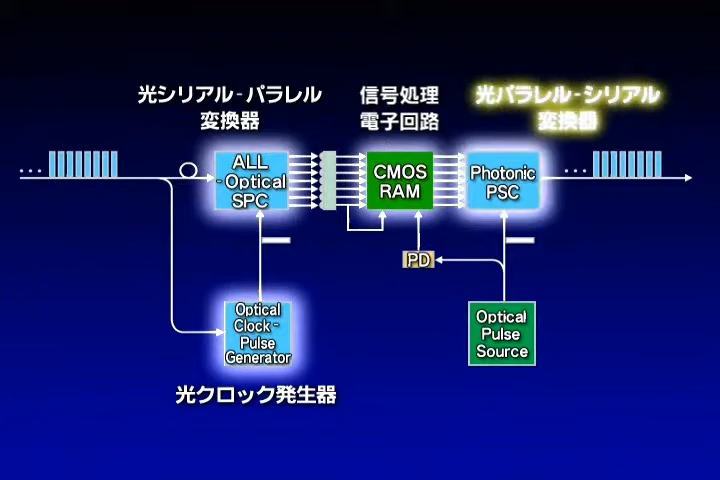 光シリアル-パラレル
変換器
信号処理
電子回路
光パラレル-シリアル
変換器
ALL
-Optical
SPC
CMOS
RAM
Photonic
PSC
PD
Optical
Clock-
Pulse
Generator
Optical
Pulse
Source
光クロック発生器